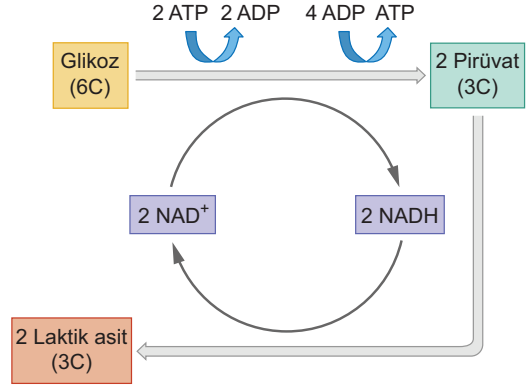 2 ATP 2 ADP 4 ADP ATP
Glikoz
(6C)
2 Pirüvat
(3C)
2 NAD+
2 NADH
2 Laktik asit
(3C)